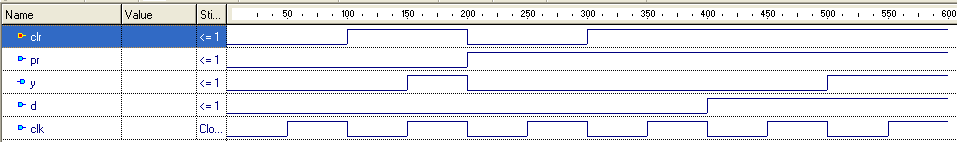 Name Value Sti... 50 100 150 200 250 300 350 400 450 500 550 600
clr <= 1
pr <= 1
y <= 1
d <= 1
clk Clo...